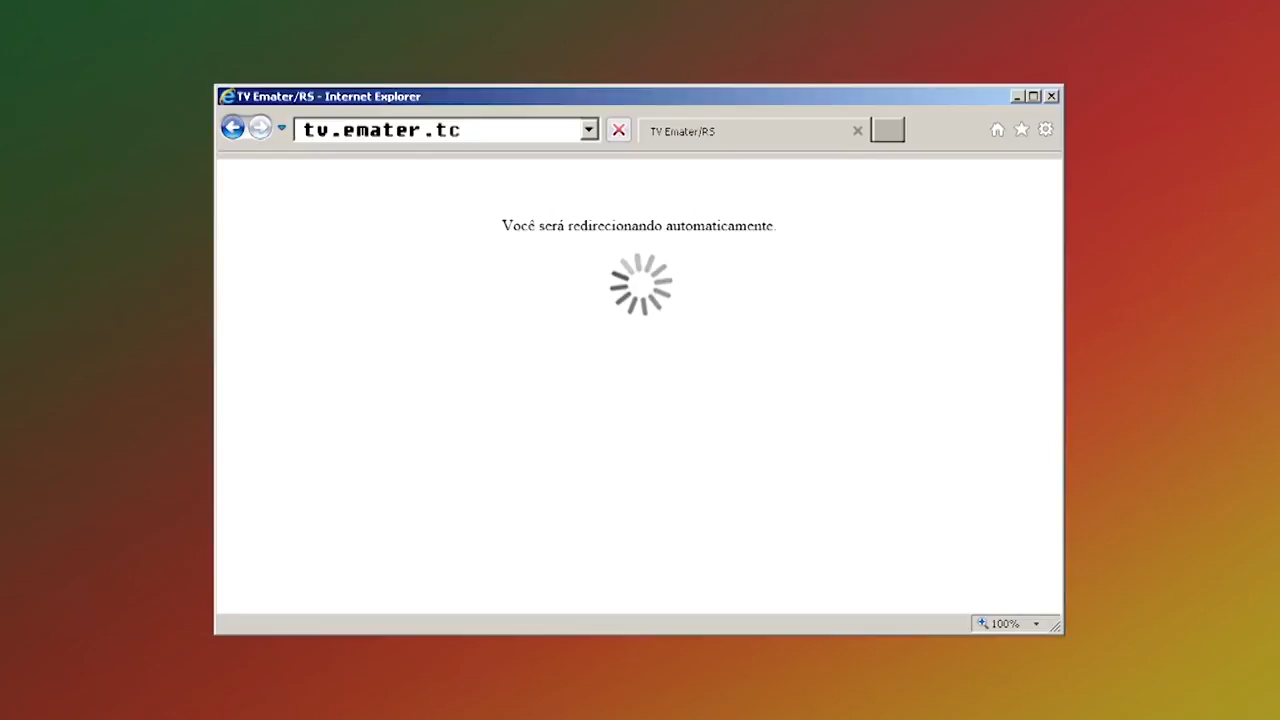 TV Emater/RS - Internet Explorer
tv.emater.tc
TV Emater/RS
Você será redirecionando automaticamente.
100%